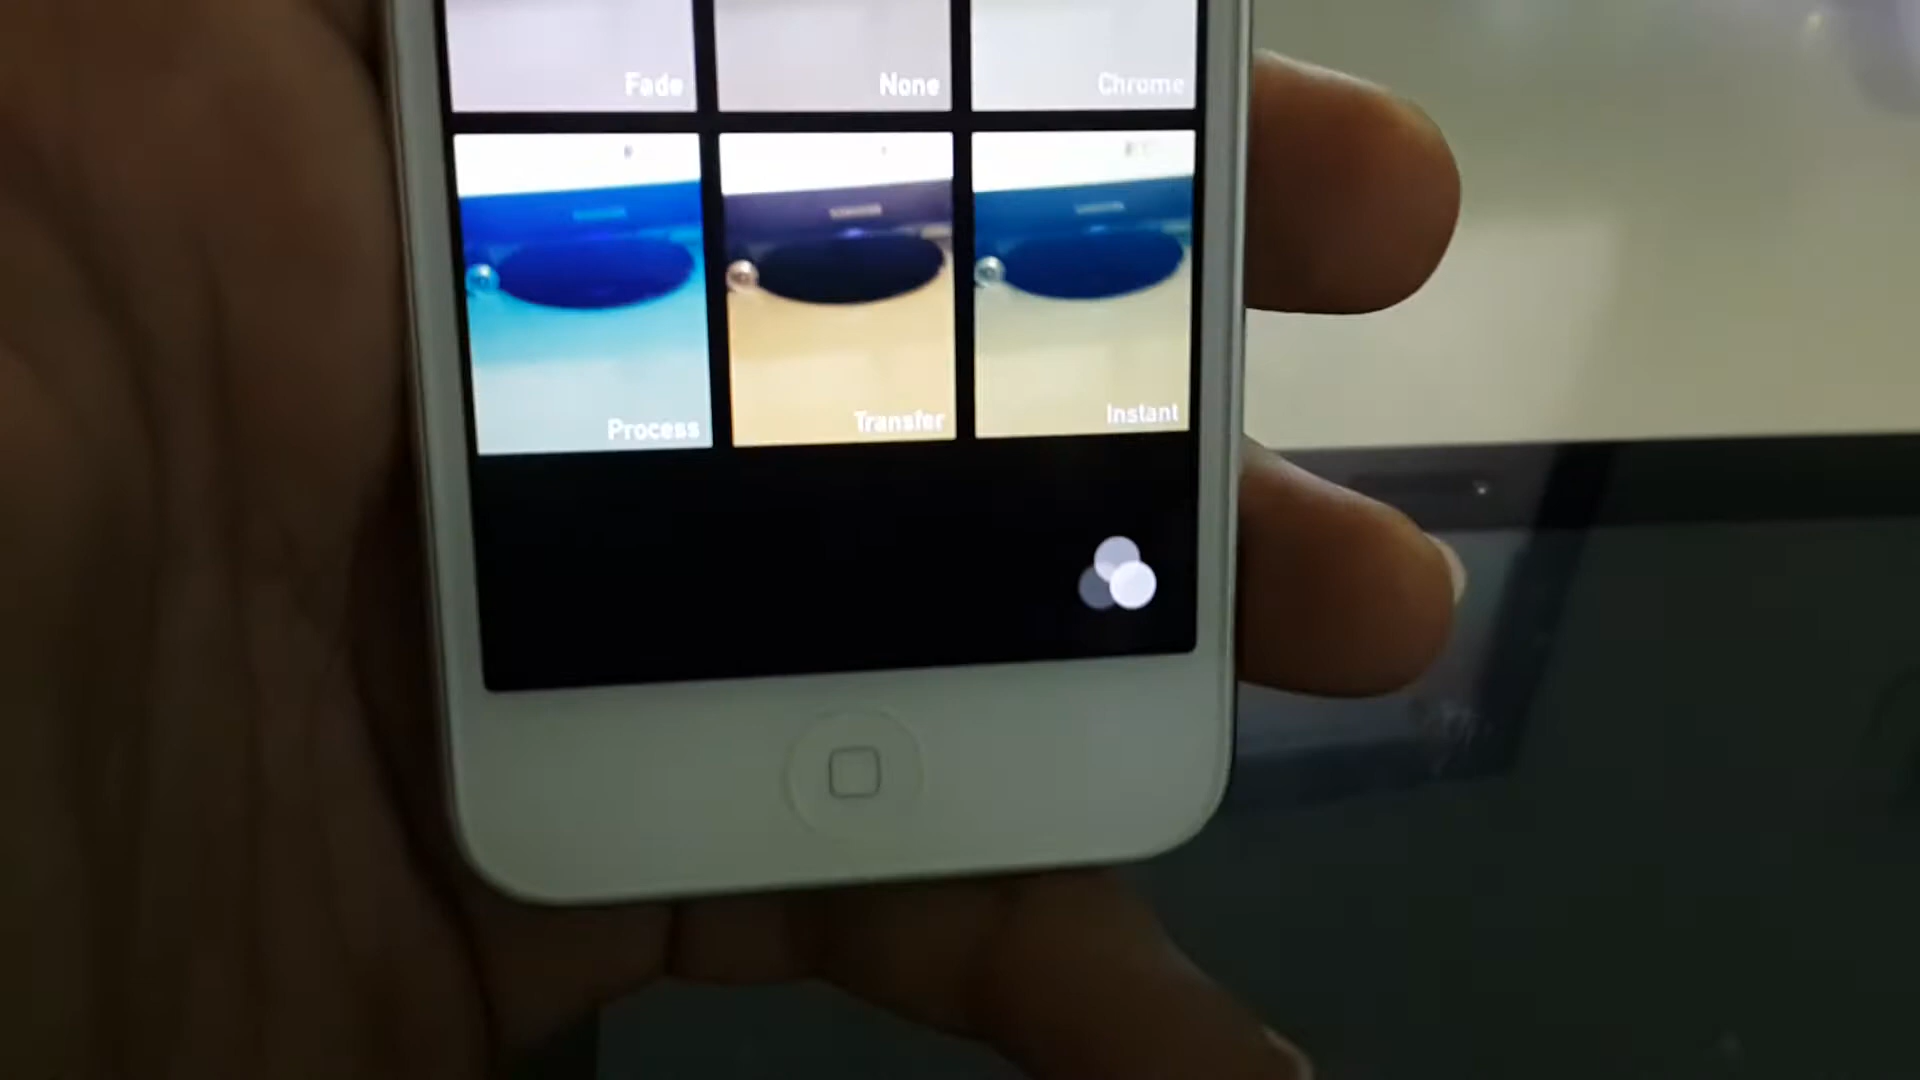 Fade
None
Chrome
Process
Transfer
Instant